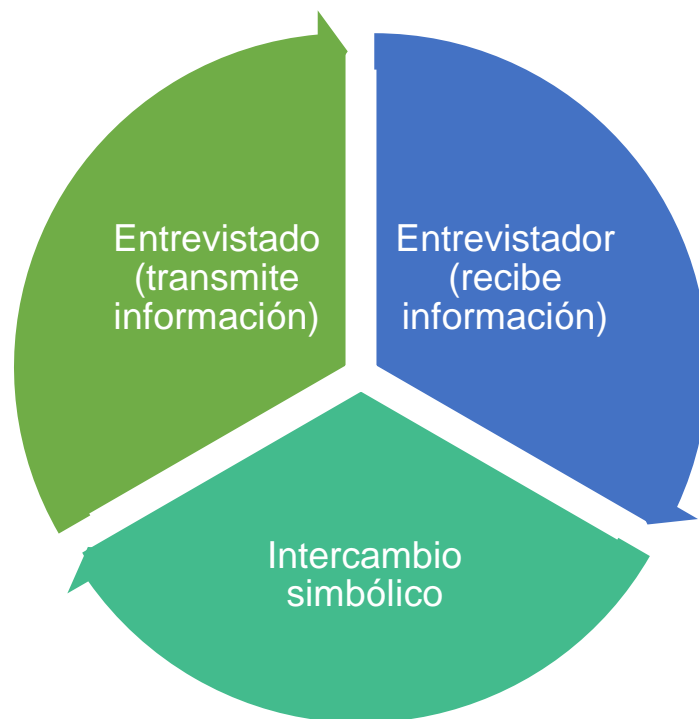 Entrevistado
(transmite
información)
Entrevistador
(recibe
información)
Intercambio
simbólico